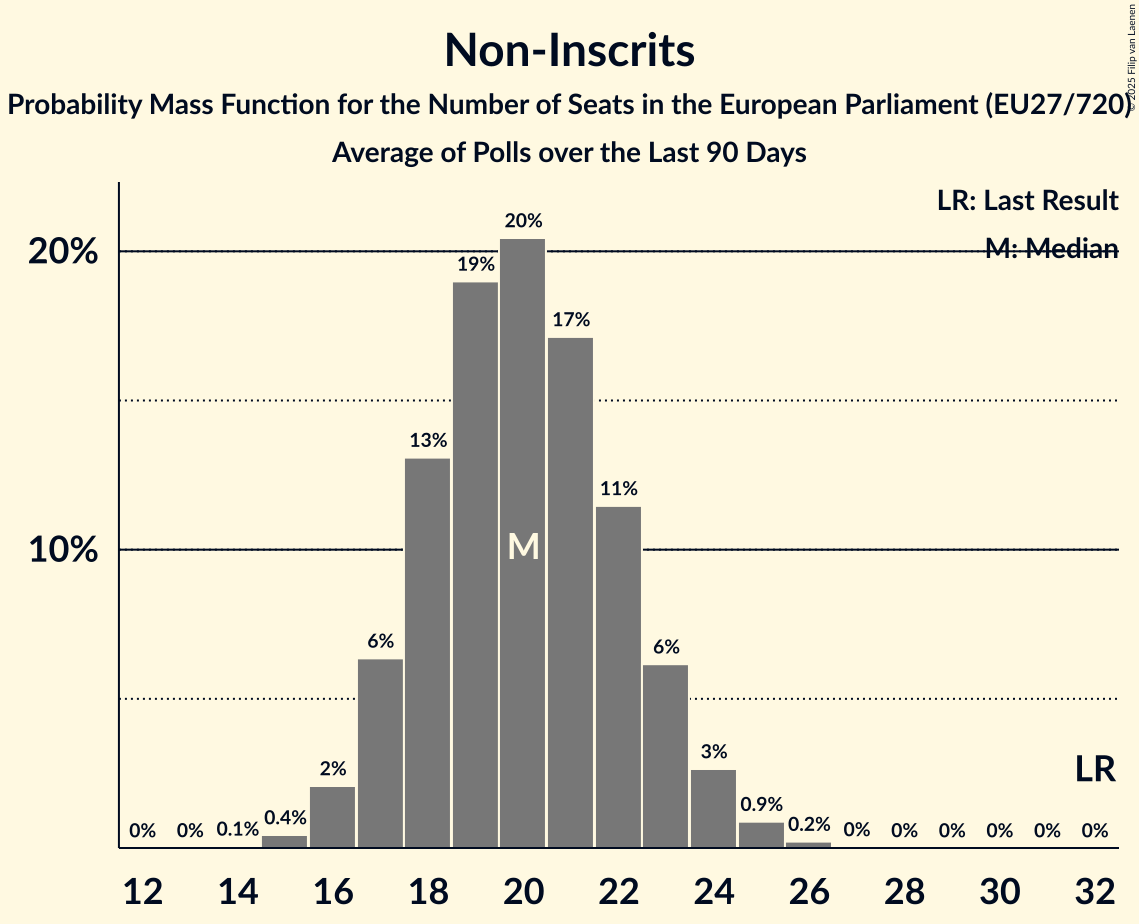 Non-Inscrits
Probability Mass Function for the Number of Seats in the European Parliament (EU27/720)
Average of Polls over the Last 90 Days
© 2025 Filip van Laenen
LR: Last Result
M: Median
20%
10%
0%
0%
0.1%
0.4%
2%
6%
13%
19%
20%
17%
11%
6%
3%
0.9%
0.2%
0%
0%
0%
0%
0%
0%
M
LR
12 14 16 18 20 22 24 26 28 30 32